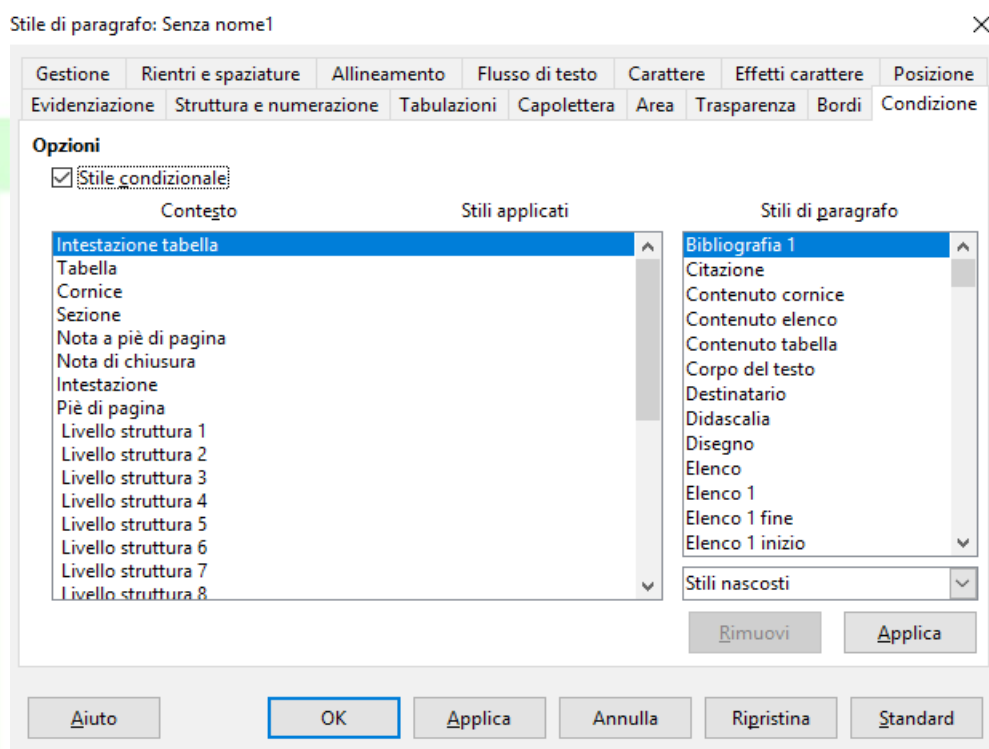 Stile di paragrafo: Senza nome1
Gestione Rientri e spaziature Allineamento Flusso di testo Carattere Effetti carattere Posizione
Evidenziazione Struttura e numerazione Tabulazioni Capolettera Area Trasparenza Bordi Condizione
Opzioni
Stile condizionale
Contesto Stili applicati Stili di paragrafo
Intestazione tabella
Tabella
Cornice
Sezione
Nota a piè di pagina
Nota di chiusura
Intestazione
Piè di pagina
Livello struttura 1
Livello struttura 2
Livello struttura 3
Livello struttura 4
Livello struttura 5
Livello struttura 6
Livello struttura 7
Livello struttura 8
Bibliografia 1
Citazione
Contenuto cornice
Contenuto elenco
Contenuto tabella
Corpo del testo
Destinatario
Didascalia
Disegno
Elenco
Elenco 1
Elenco 1 fine
Elenco 1 inizio
Stili nascosti
Rimuovi Applica
Aiuto OK Applica Annulla Ripristina Standard